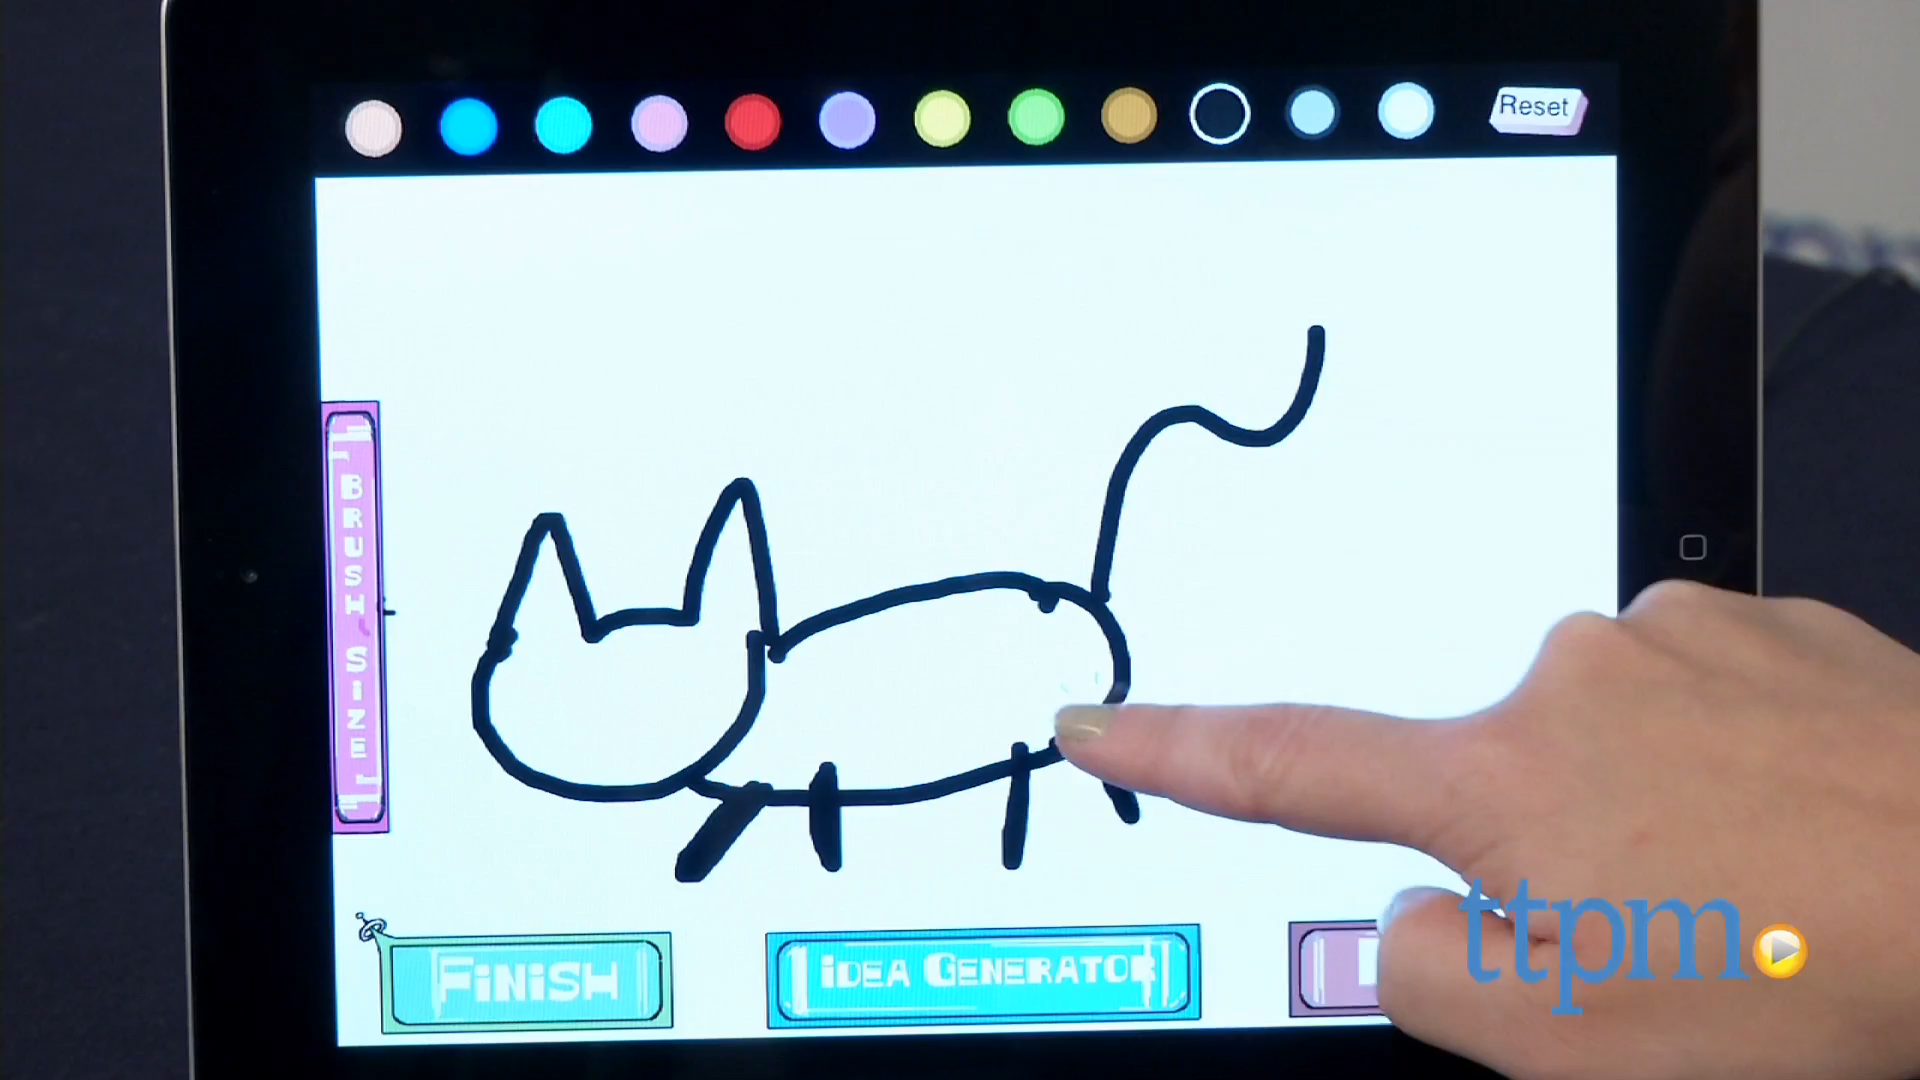 Reset
BRUSH SIZE
FINISH
IDEA GENERATOR
ttpm